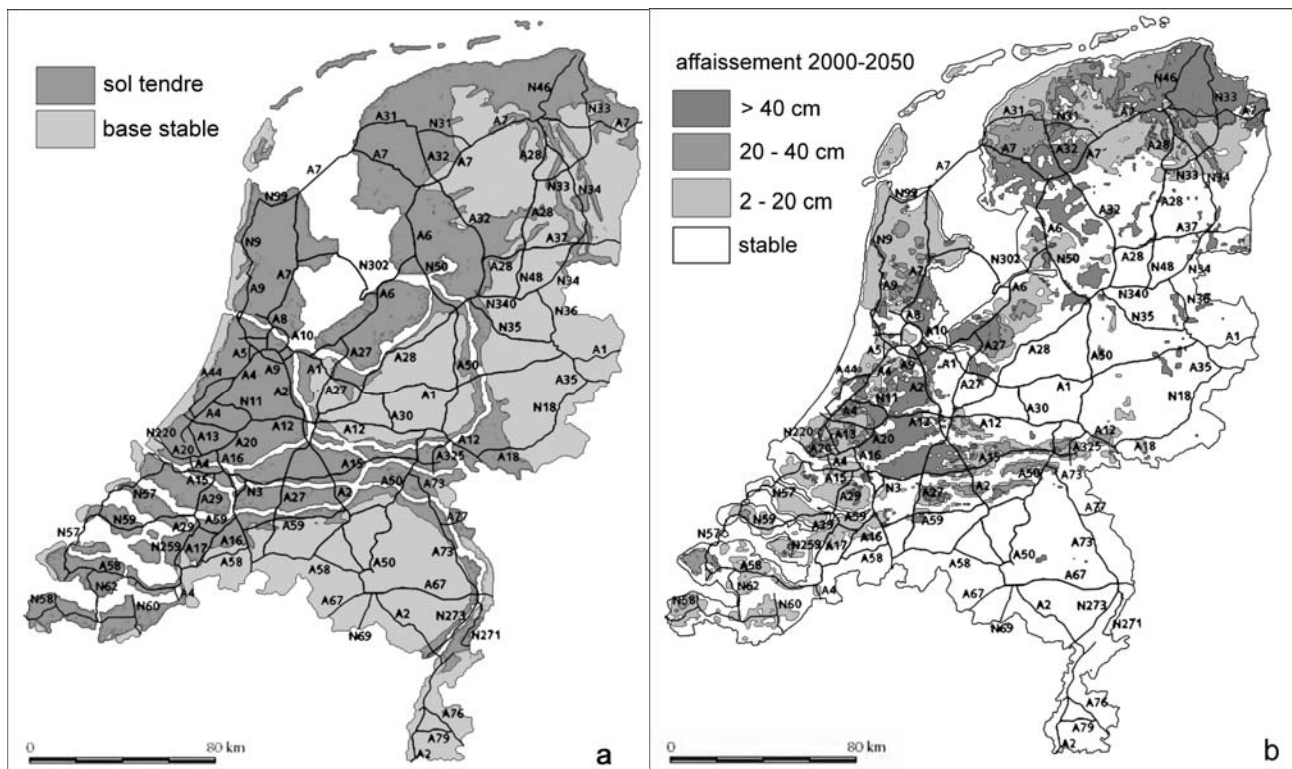 sol tendre
base stable
N46
N33
A7
A31
N31
A7
A32
A28
A7
A7
N33
N34
N99
A32
A28
N9
A6
A37
A7
N302
N50
A28
N48
N34
A9
A6
N340
N36
A8
N35
A10
A5
A27
A28
A1
A9
A44
A4
A1
A50
A35
A2
A27
A1
N11
A30
N18
A4
A12
A12
N220
A13
A20
A12
A20
A16
A325
A18
A4
A15
A15
A50
A73
N57
N3
A27
A2
A29
N59
A59
A59
A77
N57
A29
A16
N259
A17
A50
A73
A58
A58
A58
N62
A67
A4
N58
N60
A67
A2
N273
N69
N271
A76
A79
A2
0 80 km
a
affaissement 2000-2050
> 40 cm
20 - 40 cm
2 - 20 cm
stable
N46
N33
A7
A31
N31
A7
A32
A28
A7
A7
N33
N34
N99
A32
A28
N9
A6
A37
A7
N302
N50
A28
N48
N34
A9
A6
N340
N36
A8
N35
A10
A5
A27
A28
A1
A9
A44
A4
A1
A50
A35
A2
A27
A1
N11
A30
N18
A4
A12
A12
N220
A13
A20
A12
A20
A16
A325
A18
A4
A15
A15
A50
A73
N57
N3
A27
A2
A29
N59
A59
A59
A77
N57
A29
A16
N259
A17
A50
A73
A58
A58
A58
N62
A67
A4
N58
N60
A67
A2
N273
N69
N271
A76
A79
A2
0 80 km
b